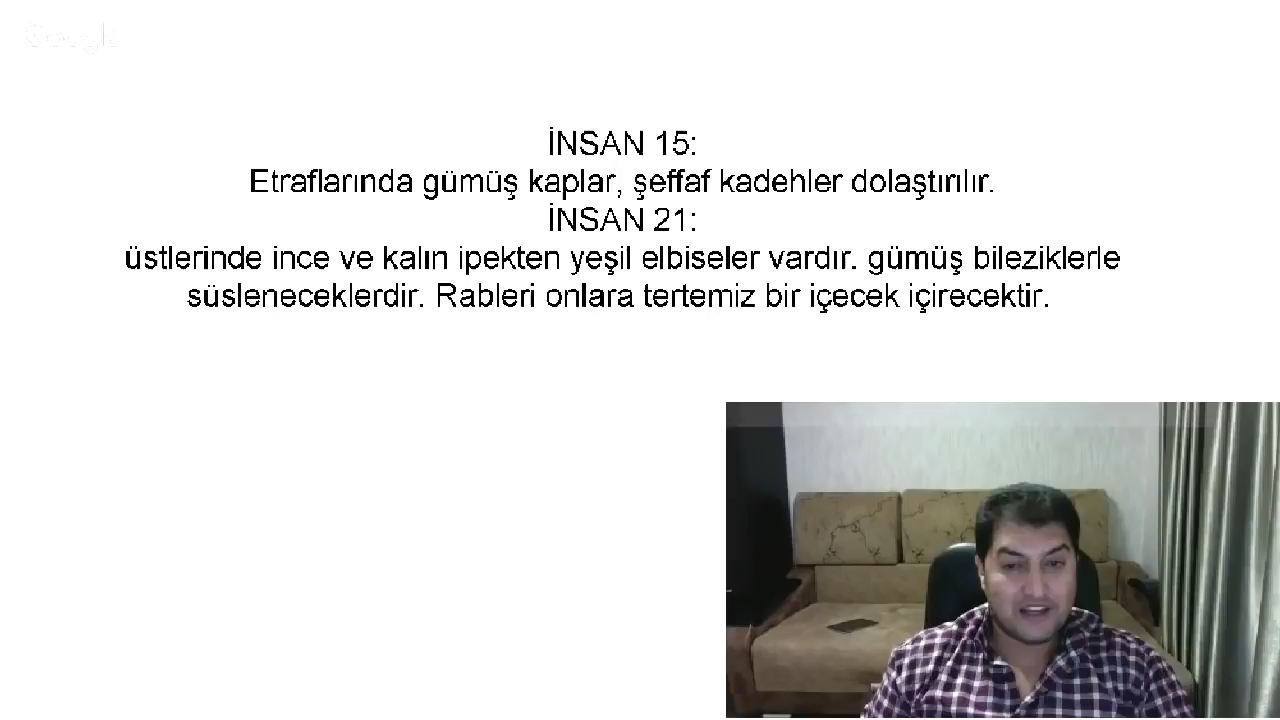 İNSAN 15:
Etraflarında gümüş kaplar, şeffaf kadehler dolaştırılır.
İNSAN 21:
üstlerinde ince ve kalın ipekten yeşil elbiseler vardır. gümüş bileziklerle
süsleneceklerdir. Rableri onlara tertemiz bir içecek içirecektir.